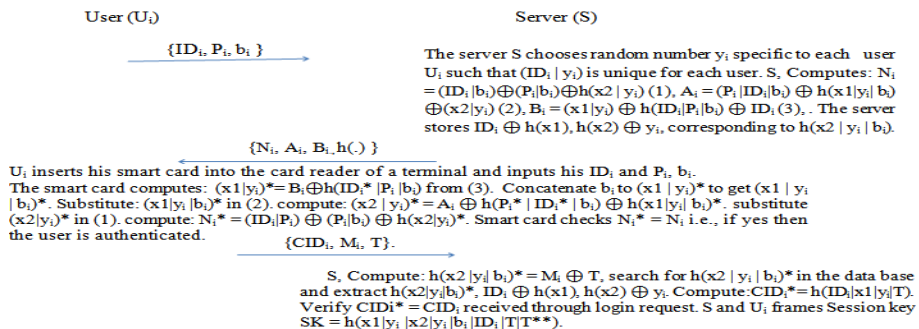 User (Uᵢ) Server (S)
{IDᵢ, Pᵢ, bᵢ }
The server S chooses random number yᵢ specific to each user
Uᵢ such that (IDᵢ | yᵢ) is unique for each user. S, Computes: Nᵢ
=(IDᵢ|bᵢ)⊕(Pᵢ|bᵢ)⊕h(x2 | yᵢ) (1), Aᵢ = (Pᵢ |IDᵢ|bᵢ) ⊕ h(x1|yᵢ| bᵢ)
⊕(x2|yᵢ) (2), Bᵢ = (x1|yᵢ) ⊕ h(IDᵢ|Pᵢ|bᵢ) ⊕ IDᵢ (3), . The server
stores IDᵢ ⊕ h(x1), h(x2) ⊕ yᵢ, corresponding to h(x2 | yᵢ | bᵢ).
{Nᵢ, Aᵢ, Bᵢ, h(.) }
Uᵢ inserts his smart card into the card reader of a terminal and inputs his IDᵢ and Pᵢ, bᵢ.
The smart card computes: (x1|yᵢ)*= Bᵢ⊕h(IDᵢ* |Pᵢ |bᵢ) from (3). Concatenate bᵢ to (x1 | yᵢ)* to get (x1 | yᵢ
| bᵢ)*. Substitute: (x1|yᵢ |bᵢ)* in (2). compute: (x2 | yᵢ)* = Aᵢ ⊕ h(Pᵢ* | IDᵢ* | bᵢ) ⊕ h(x1|yᵢ| bᵢ)*. substitute
(x2|yᵢ)* in (1). compute: Nᵢ* = (IDᵢ|Pᵢ) ⊕ (Pᵢ|bᵢ) ⊕ h(x2|yᵢ)*. Smart card checks Nᵢ* = Nᵢ i.e., if yes then
the user is authenticated.
{CIDᵢ, Mᵢ, T}.
S, Compute: h(x2 |yᵢ| bᵢ)* = Mᵢ ⊕ T, search for h(x2 | yᵢ | bᵢ)* in the data base
and extract h(x2|yᵢ|bᵢ)*, IDᵢ ⊕ h(x1), h(x2) ⊕ yᵢ. Compute:CIDᵢ*= h(IDᵢ|x1|yᵢ|T).
Verify CIDi* = CIDᵢ received through login request. S and Uᵢ frames Session key
SK = h(x1|yᵢ |x2|yᵢ|bᵢ|IDᵢ|T|T**).